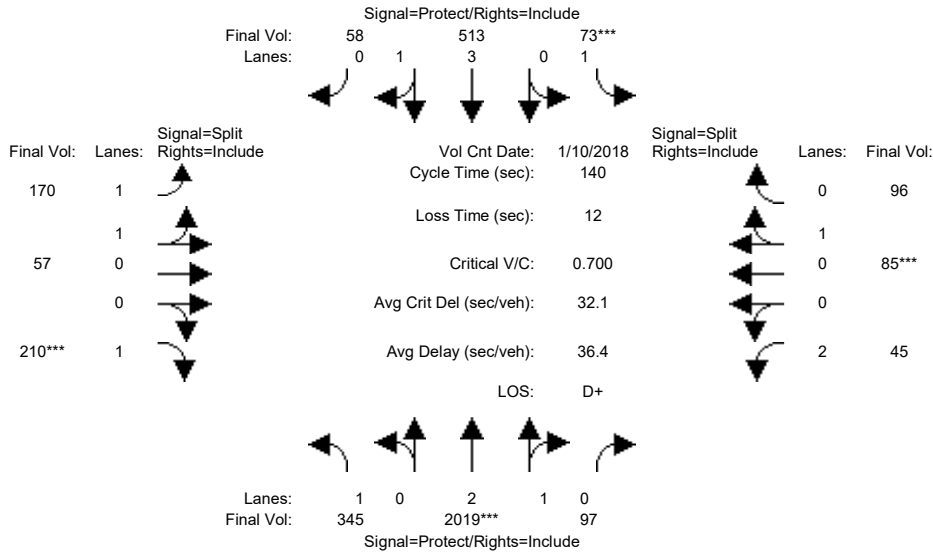 Signal=Protect/Rights=Include
Final Vol: 58 513 73***
Lanes: 0 1 3 0 1
Signal=Split
Final Vol: Lanes: Rights=Include
Vol Cnt Date: 1/10/2018
Signal=Split
Rights=Include Lanes: Final Vol:
Cycle Time (sec): 140
170 1
0 96
Loss Time (sec): 12
1
1
57 0
Critical V/C: 0.700
0 85***
0
Avg Crit Del (sec/veh): 32.1
0
210*** 1
Avg Delay (sec/veh): 36.4
2 45
LOS: D+
Lanes: 1 0 2 1 0
Final Vol: 345 2019*** 97
Signal=Protect/Rights=Include